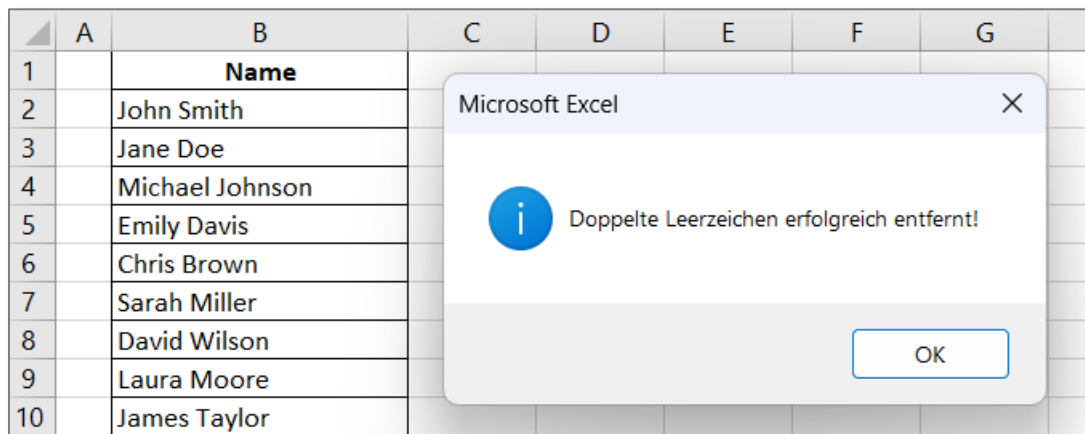 A B C D E F G
1 Name
2 John Smith
3 Jane Doe
4 Michael Johnson
5 Emily Davis
6 Chris Brown
7 Sarah Miller
8 David Wilson
9 Laura Moore
10 James Taylor
Microsoft Excel
Doppelte Leerzeichen erfolgreich entfernt!
OK